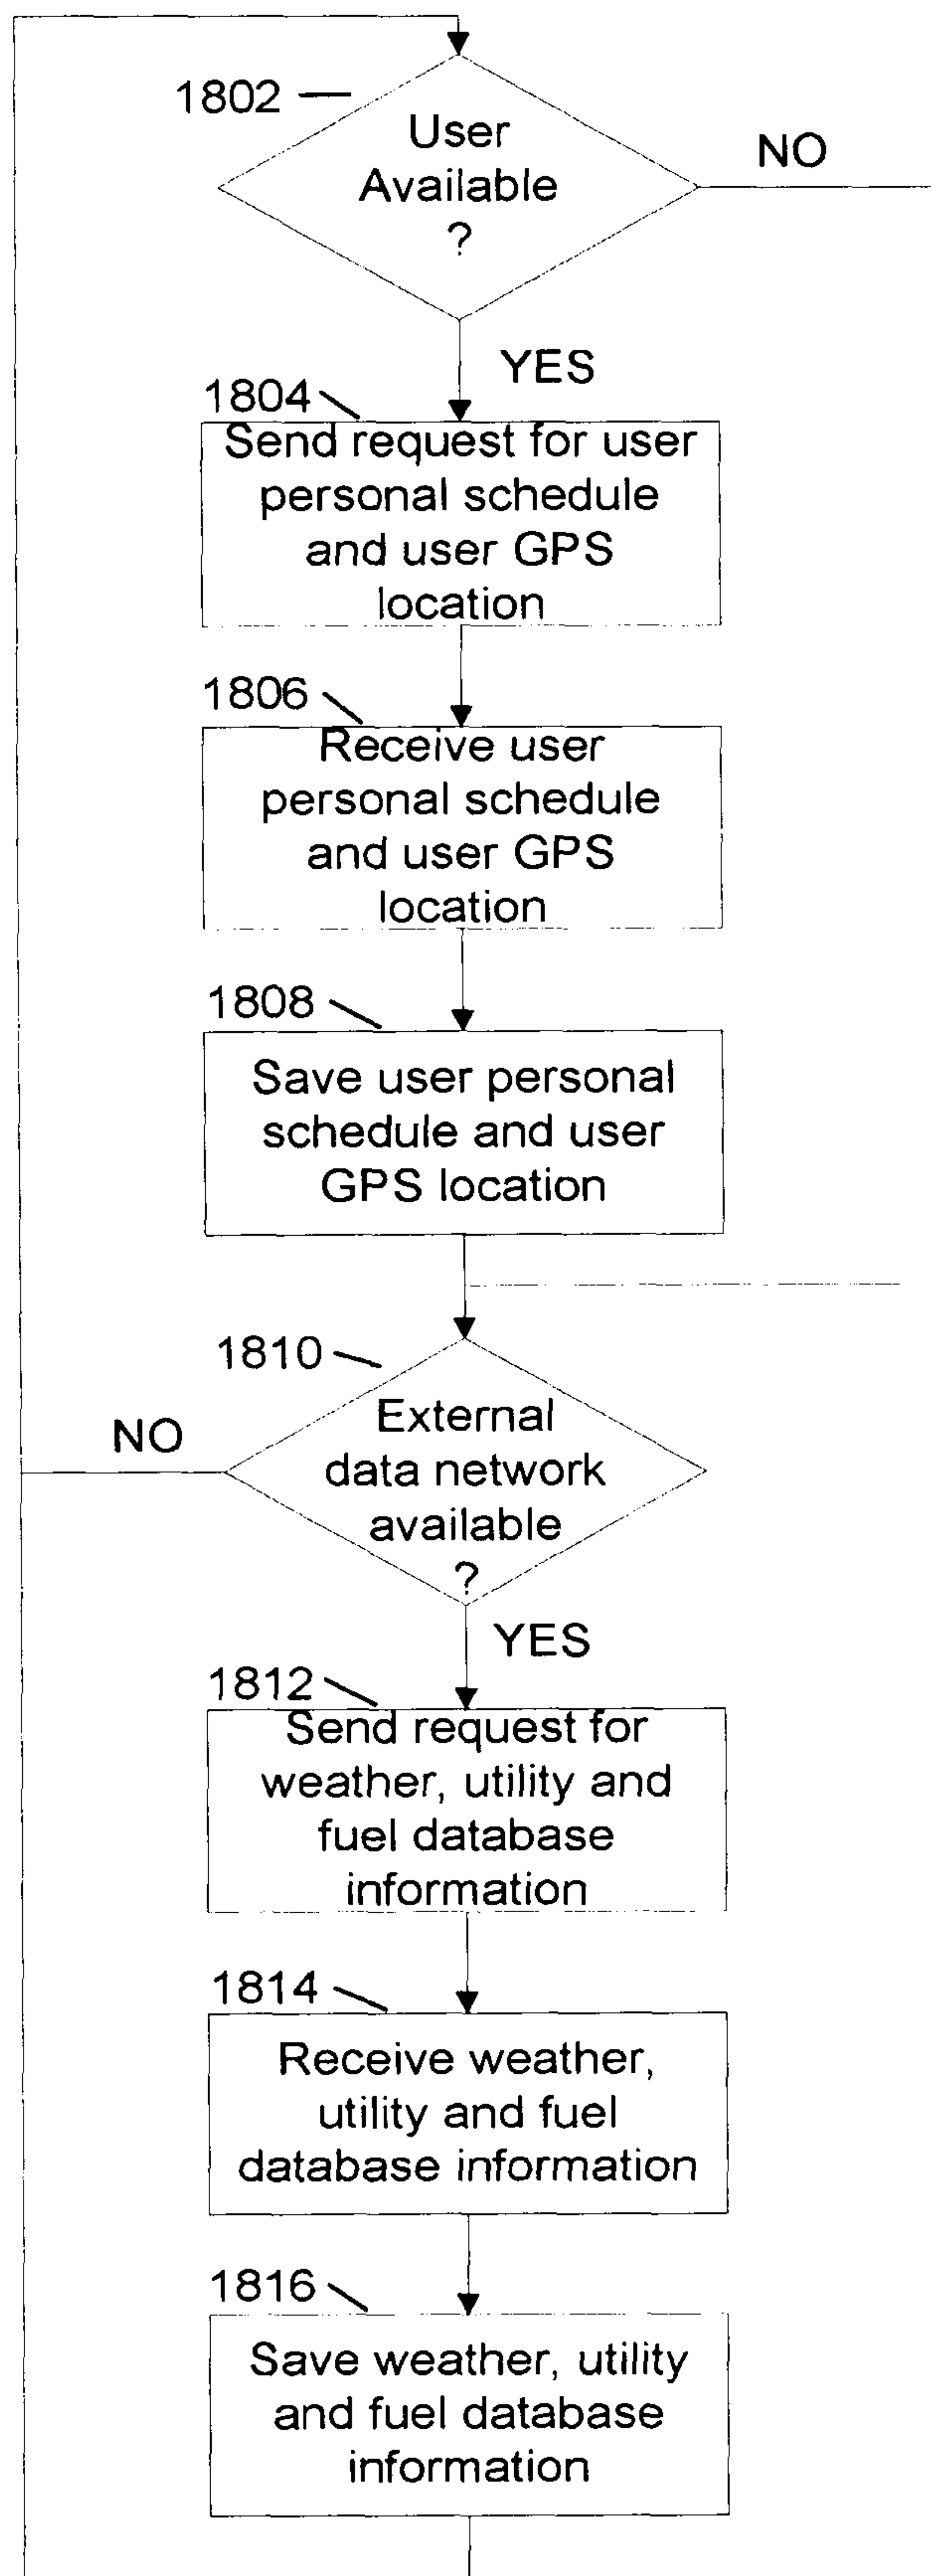 1802
User
Available
?
NO
YES
1804
Send request for user
personal schedule
and user GPS
location
1806
Receive user
personal schedule
and user GPS
location
1808
Save user personal
schedule and user
GPS location
1810
External
data network
available
?
NO
YES
1812
Send request for
weather, utility and
fuel database
information
1814
Receive weather,
utility and fuel
database information
1816
Save weather, utility
and fuel database
information